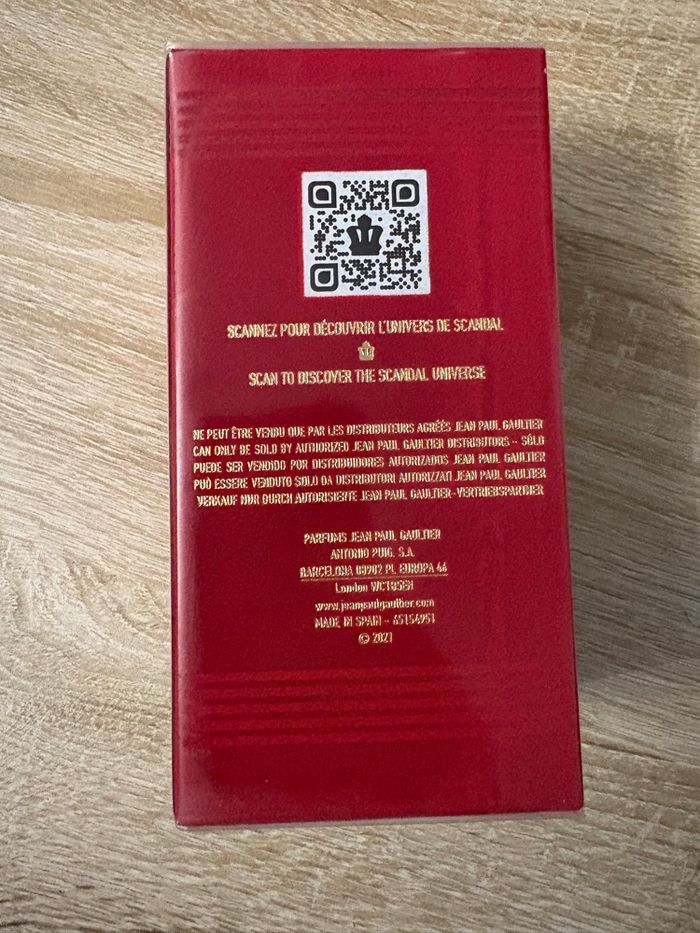 SCANNEZ POUR DÉCOUVRIR L'UNIVERS DE SCANDAL
SCAN TO DISCOVER THE SCANDAL UNIVERSE
NE PEUT ÊTRE VENDU QUE PAR LES DISTRIBUTEURS AGRÉÉS JEAN PAUL GAULTIER
CAN ONLY BE SOLD BY AUTHORIZED JEAN PAUL GAULTIER DISTRIBUTORS - SÓLO
PUEDE SER VENDIDO POR DISTRIBUIDORES AUTORIZADOS JEAN PAUL GAULTIER
PUÒ ESSERE VENDUTO SOLO DA DISTRIBUTORI AUTORIZZATI JEAN PAUL GAULTIER
VERKAUF NUR DURCH AUTORISIERTE JEAN PAUL GAULTIER-VERTRIEBSPARTNER
PARFUMS JEAN PAUL GAULTIER
ANTONIO PUIG. S.A.
BARCELONA 08902 PL EUROPA 46
London WC1B5EH
www.jeanpaulgaultier.com
MADE IN SPAIN - 65154951
© 2021